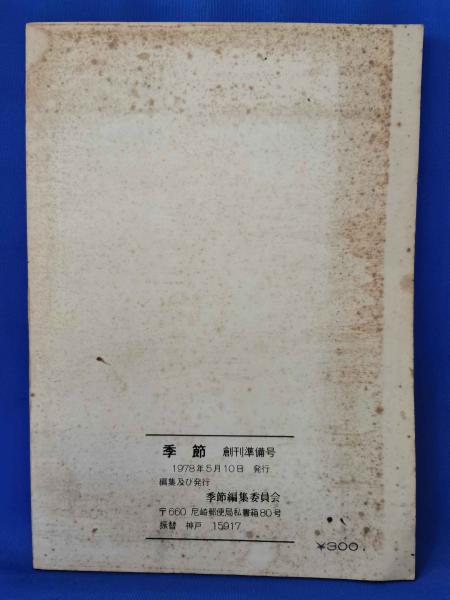 季節 創刊準備号
1978年5月10日 発行
編集及び発行
季節編集委員会
〒660 尼崎郵便局私書箱80号
振替 神戸 15917
¥300.